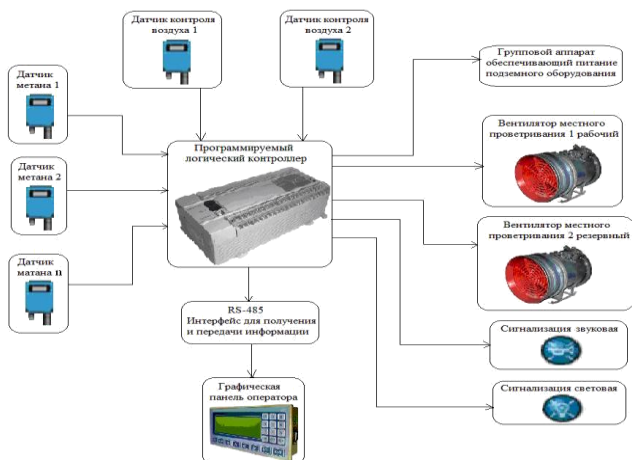 Датчик контроля
воздуха 1
Датчик контроля
воздуха 2
Групповой аппарат
обеспечивающий питание
подземного оборудования
Датчик
метана 1
Вентилятор местного
проветривания 1 рабочий
Программируемый
логический контроллер
Датчик
метана 2
Вентилятор местного
проветривания 2 резервный
Датчик
матана n
RS-485
Интерфейс для получения
и передачи информации
Сигнализация звуковая
Графическая
панель оператора
Сигнализация световая